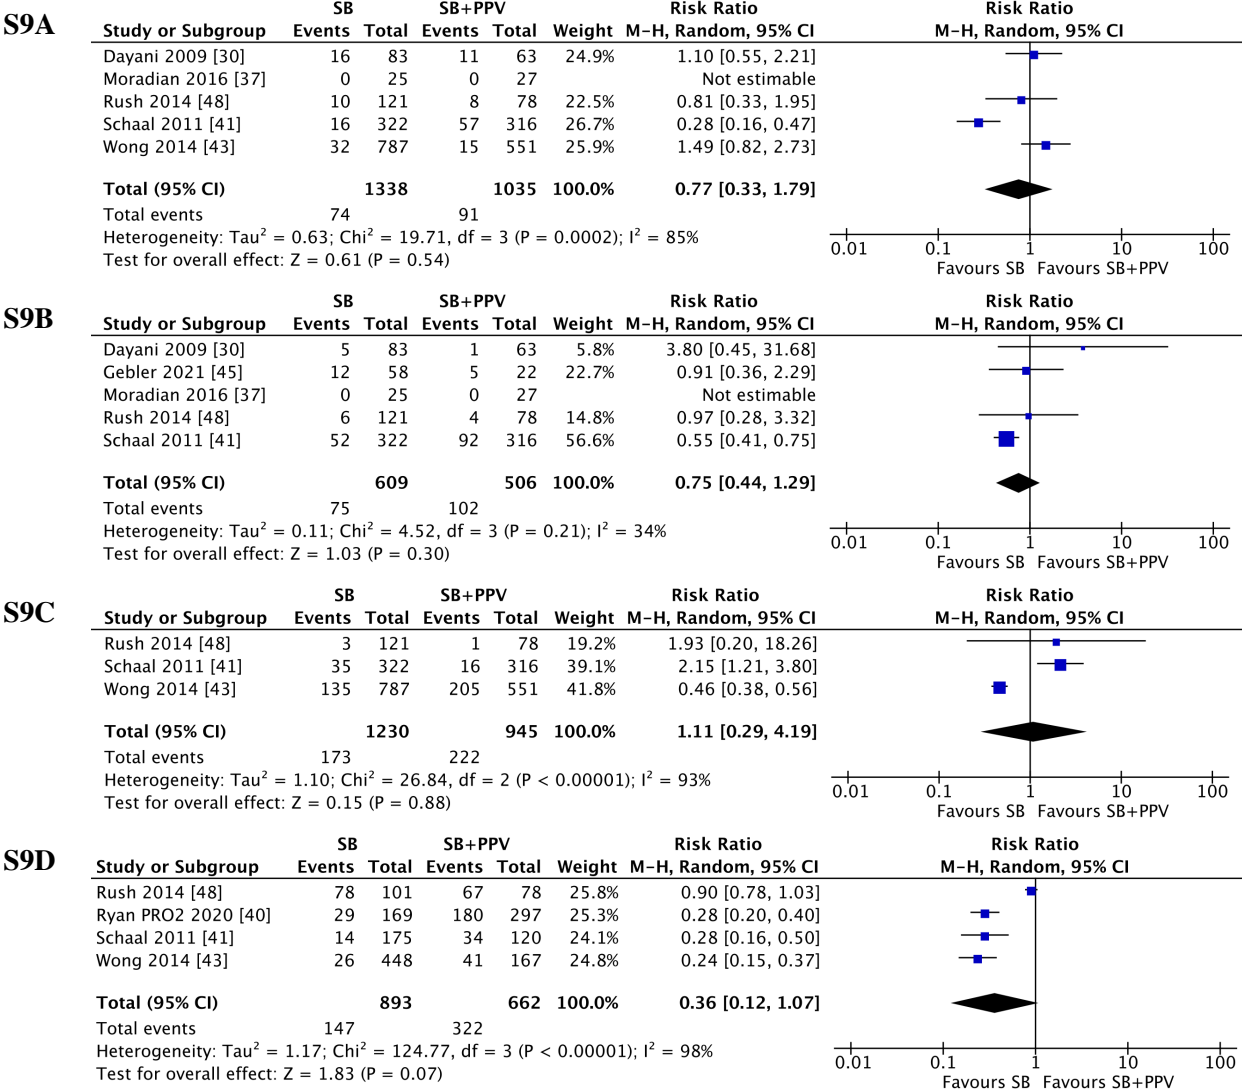 S9A
SB SB+PPV Risk Ratio Risk Ratio
Study or Subgroup Events Total Events Total Weight M-H, Random, 95% CI M-H, Random, 95% CI
Dayani 2009 [30] 16 83 11 63 24.9% 1.10 [0.55, 2.21]
Moradian 2016 [37] 0 25 0 27 Not estimable
Rush 2014 [48] 10 121 8 78 22.5% 0.81 [0.33, 1.95]
Schaal 2011 [41] 16 322 57 316 26.7% 0.28 [0.16, 0.47]
Wong 2014 [43] 32 787 15 551 25.9% 1.49 [0.82, 2.73]
Total (95% CI) 1338 1035 100.0% 0.77 [0.33, 1.79]
Total events 74 91
Heterogeneity: Tau² = 0.63; Chi² = 19.71, df = 3 (P = 0.0002); I² = 85%
Test for overall effect: Z = 0.61 (P = 0.54)
0.01 0.1 1 10 100
Favours SB Favours SB+PPV
S9B
SB SB+PPV Risk Ratio Risk Ratio
Study or Subgroup Events Total Events Total Weight M-H, Random, 95% CI M-H, Random, 95% CI
Dayani 2009 [30] 5 83 1 63 5.8% 3.80 [0.45, 31.68]
Gebler 2021 [45] 12 58 5 22 22.7% 0.91 [0.36, 2.29]
Moradian 2016 [37] 0 25 0 27 Not estimable
Rush 2014 [48] 6 121 4 78 14.8% 0.97 [0.28, 3.32]
Schaal 2011 [41] 52 322 92 316 56.6% 0.55 [0.41, 0.75]
Total (95% CI) 609 506 100.0% 0.75 [0.44, 1.29]
Total events 75 102
Heterogeneity: Tau² = 0.11; Chi² = 4.52, df = 3 (P = 0.21); I² = 34%
Test for overall effect: Z = 1.03 (P = 0.30)
0.01 0.1 1 10 100
Favours SB Favours SB+PPV
S9C
SB SB+PPV Risk Ratio Risk Ratio
Study or Subgroup Events Total Events Total Weight M-H, Random, 95% CI M-H, Random, 95% CI
Rush 2014 [48] 3 121 1 78 19.2% 1.93 [0.20, 18.26]
Schaal 2011 [41] 35 322 16 316 39.1% 2.15 [1.21, 3.80]
Wong 2014 [43] 135 787 205 551 41.8% 0.46 [0.38, 0.56]
Total (95% CI) 1230 945 100.0% 1.11 [0.29, 4.19]
Total events 173 222
Heterogeneity: Tau² = 1.10; Chi² = 26.84, df = 2 (P < 0.00001); I² = 93%
Test for overall effect: Z = 0.15 (P = 0.88)
0.01 0.1 1 10 100
Favours SB Favours SB+PPV
S9D
SB SB+PPV Risk Ratio Risk Ratio
Study or Subgroup Events Total Events Total Weight M-H, Random, 95% CI M-H, Random, 95% CI
Rush 2014 [48] 78 101 67 78 25.8% 0.90 [0.78, 1.03]
Ryan PRO2 2020 [40] 29 169 180 297 25.3% 0.28 [0.20, 0.40]
Schaal 2011 [41] 14 175 34 120 24.1% 0.28 [0.16, 0.50]
Wong 2014 [43] 26 448 41 167 24.8% 0.24 [0.15, 0.37]
Total (95% CI) 893 662 100.0% 0.36 [0.12, 1.07]
Total events 147 322
Heterogeneity: Tau² = 1.17; Chi² = 124.77, df = 3 (P < 0.00001); I² = 98%
Test for overall effect: Z = 1.83 (P = 0.07)
0.01 0.1 1 10 100
Favours SB Favours SB+PPV